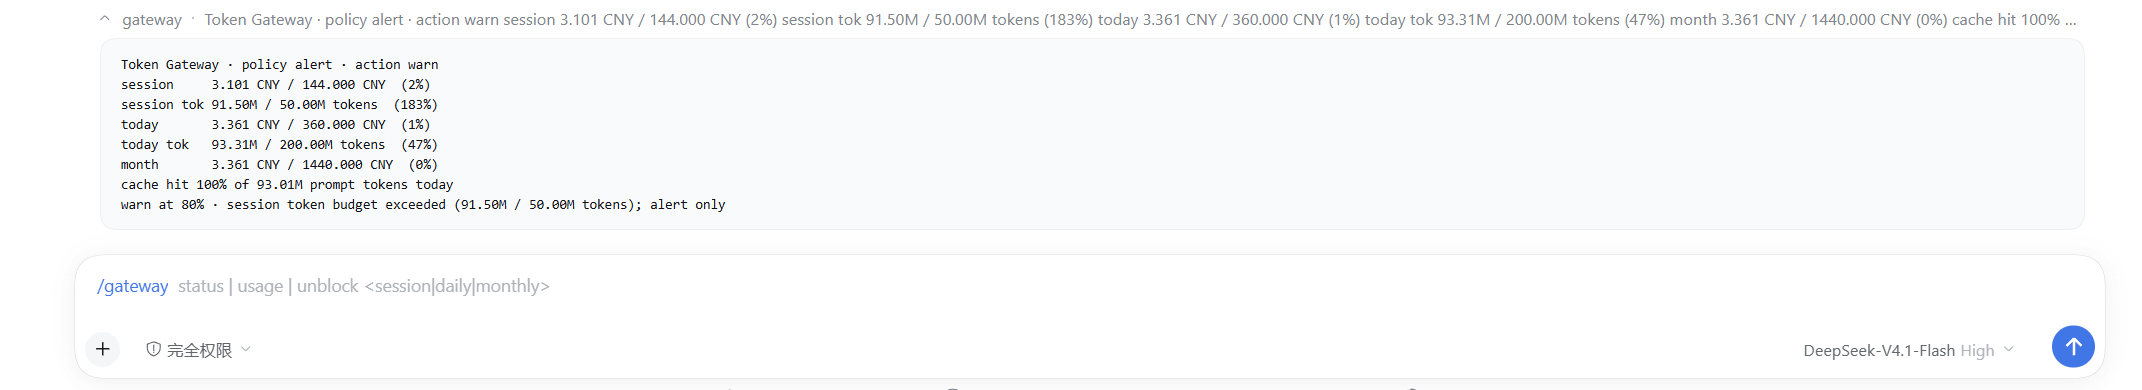 gateway · Token Gateway · policy alert · action warn session 3.101 CNY / 144.000 CNY (2%) session tok 91.50M / 50.00M tokens (183%) today 3.361 CNY / 360.000 CNY (1%) today tok 93.31M / 200.00M tokens (47%) month 3.361 CNY / 1440.000 CNY (0%) cache hit 100% ...
Token Gateway · policy alert · action warn
session 3.101 CNY / 144.000 CNY (2%)
session tok 91.50M / 50.00M tokens (183%)
today 3.361 CNY / 360.000 CNY (1%)
today tok 93.31M / 200.00M tokens (47%)
month 3.361 CNY / 1440.000 CNY (0%)
cache hit 100% of 93.01M prompt tokens today
warn at 80% · session token budget exceeded (91.50M / 50.00M tokens); alert only
/gateway status | usage | unblock <session|daily|monthly>
完全权限
DeepSeek-V4.1-Flash High